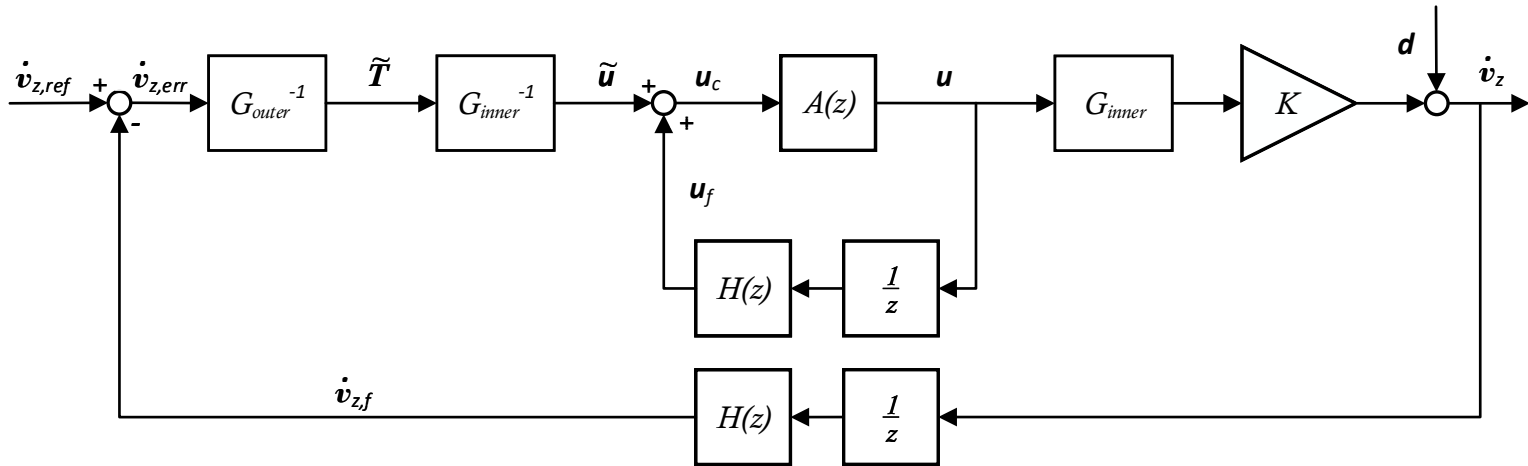 v̇z,ref
+
-
v̇z,err
Gouter⁻¹
T̃
Ginner⁻¹
ũ
+
+
uc
A(z)
u
Ginner
K
d
v̇z
uf
H(z)
1
z
v̇z,f
H(z)
1
z